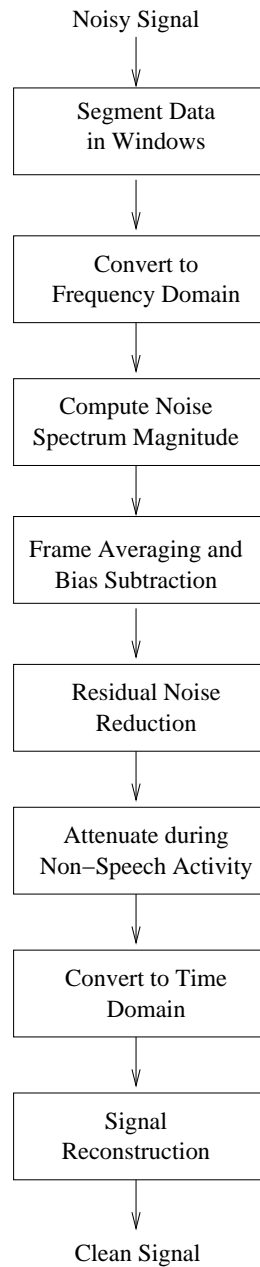 Noisy Signal
Segment Data
in Windows
Convert to
Frequency Domain
Compute Noise
Spectrum Magnitude
Frame Averaging and
Bias Subtraction
Residual Noise
Reduction
Attenuate during
Non−Speech Activity
Convert to Time
Domain
Signal
Reconstruction
Clean Signal